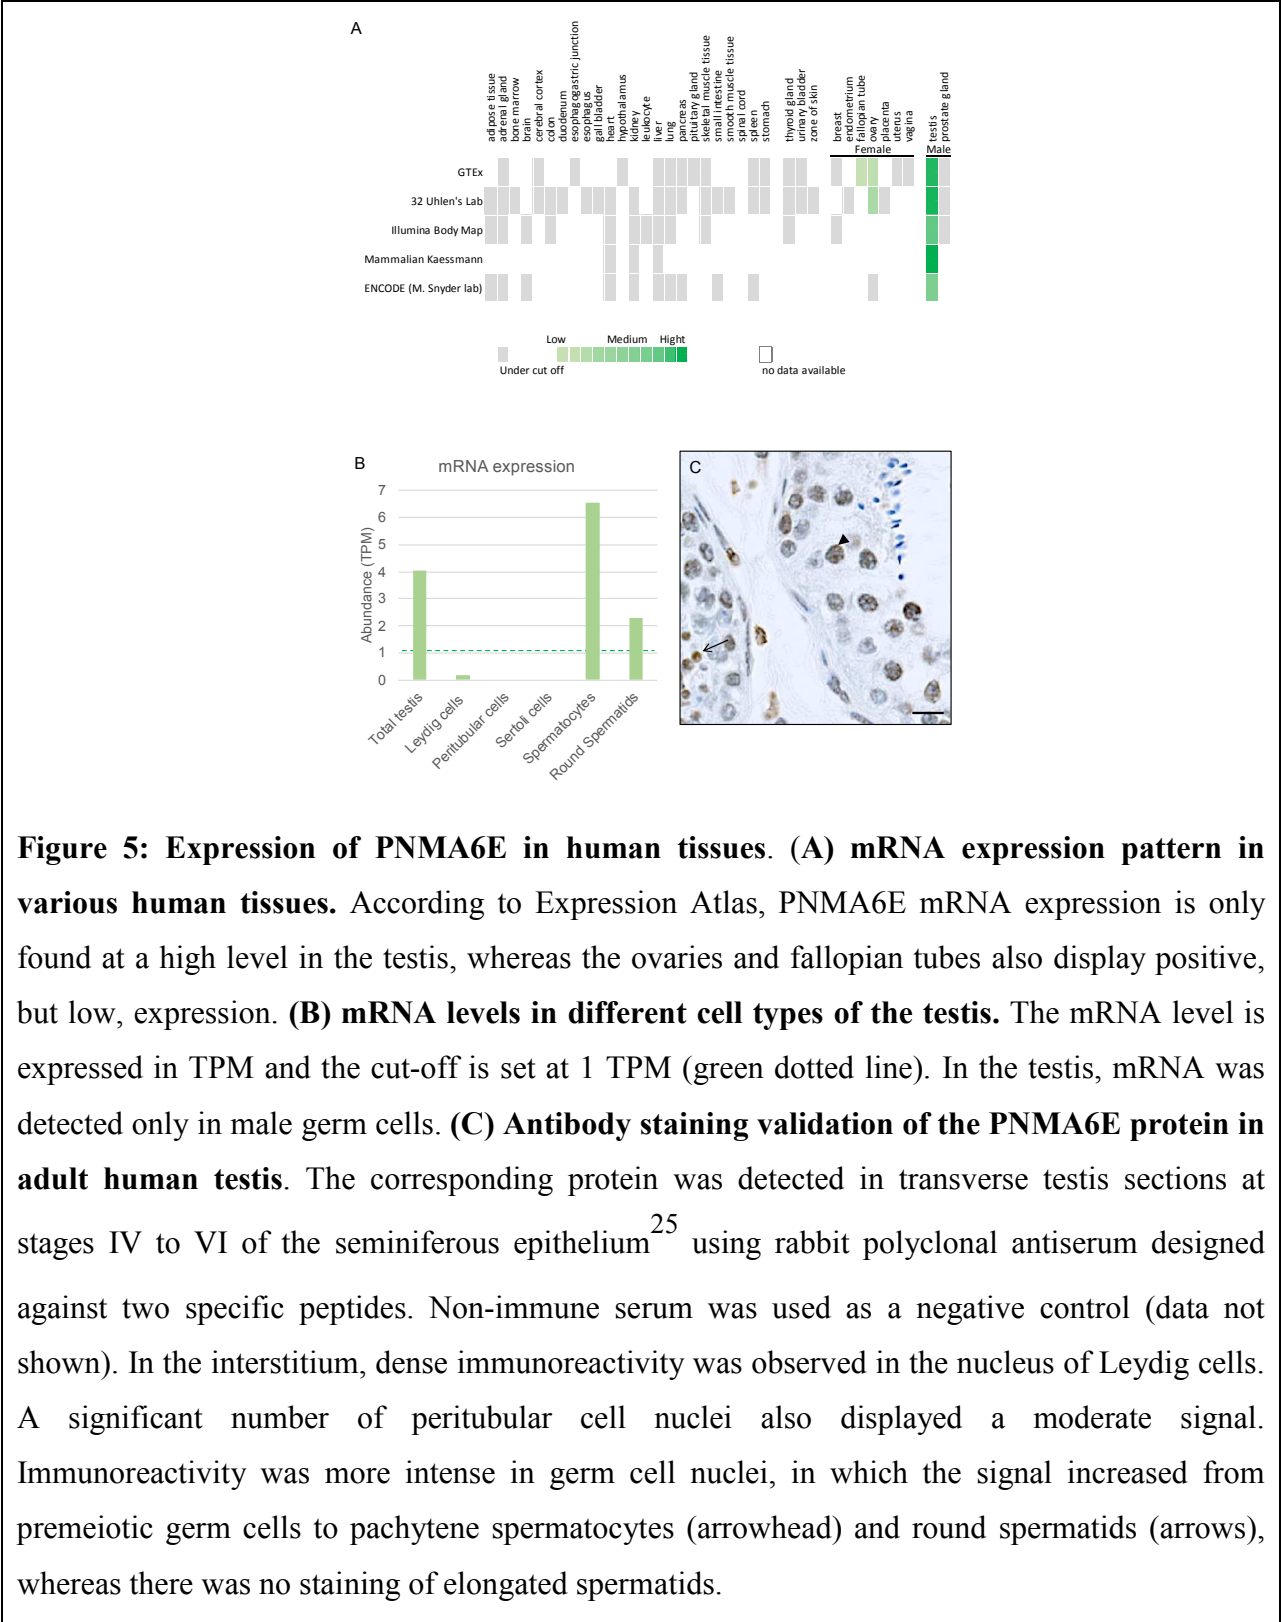 A
adipose tissue
adrenal gland
bone marrow
brain
cerebral cortex
colon
duodenum
esophagogastric junction
esophagus
gall bladder
heart
hypothalamus
kidney
leukocyte
liver
lung
pancreas
pituitary gland
skeletal muscle tissue
small intestine
smooth muscle tissue
spinal cord
spleen
stomach
thyroid gland
urinary bladder
zone of skin
breast
endometrium
fallopian tube
ovary
placenta
uterus
vagina
testis
prostate gland
Female Male
GTEx
32 Uhlen's Lab
Illumina Body Map
Mammalian Kaessmann
ENCODE (M. Snyder lab)
Low Medium Hight
Under cut off no data available
B
mRNA expression
Abundance (TPM)
7
6
5
4
3
2
1
0
Total testis
Leydig cells
Peritubular cells
Sertoli cells
Spermatocytes
Round Spermatids
C
Figure 5: Expression of PNMA6E in human tissues. (A) mRNA expression pattern in
various human tissues. According to Expression Atlas, PNMA6E mRNA expression is only
found at a high level in the testis, whereas the ovaries and fallopian tubes also display positive,
but low, expression. (B) mRNA levels in different cell types of the testis. The mRNA level is
expressed in TPM and the cut-off is set at 1 TPM (green dotted line). In the testis, mRNA was
detected only in male germ cells. (C) Antibody staining validation of the PNMA6E protein in
adult human testis. The corresponding protein was detected in transverse testis sections at
stages IV to VI of the seminiferous epithelium25 using rabbit polyclonal antiserum designed
against two specific peptides. Non-immune serum was used as a negative control (data not
shown). In the interstitium, dense immunoreactivity was observed in the nucleus of Leydig cells.
A significant number of peritubular cell nuclei also displayed a moderate signal.
Immunoreactivity was more intense in germ cell nuclei, in which the signal increased from
premeiotic germ cells to pachytene spermatocytes (arrowhead) and round spermatids (arrows),
whereas there was no staining of elongated spermatids.